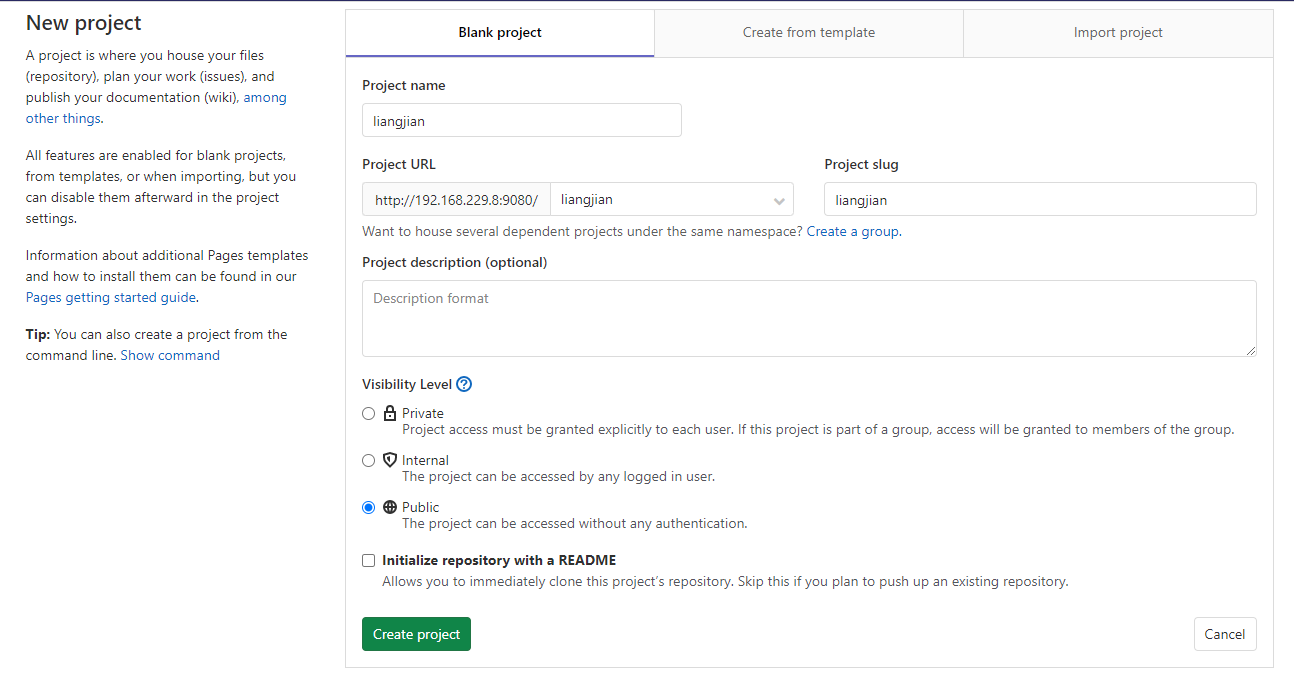 New project
A project is where you house your files
(repository), plan your work (issues), and
publish your documentation (wiki), among
other things.
All features are enabled for blank projects,
from templates, or when importing, but you
can disable them afterward in the project
settings.
Information about additional Pages templates
and how to install them can be found in our
Pages getting started guide.
Tip: You can also create a project from the
command line. Show command
Blank project
Create from template
Import project
Project name
liangjian
Project URL
Project slug
http://192.168.229.8:9080/
liangjian
liangjian
Want to house several dependent projects under the same namespace? Create a group.
Project description (optional)
Description format
Visibility Level
Private
Project access must be granted explicitly to each user. If this project is part of a group, access will be granted to members of the group.
Internal
The project can be accessed by any logged in user.
Public
The project can be accessed without any authentication.
Initialize repository with a README
Allows you to immediately clone this project's repository. Skip this if you plan to push up an existing repository.
Create project
Cancel